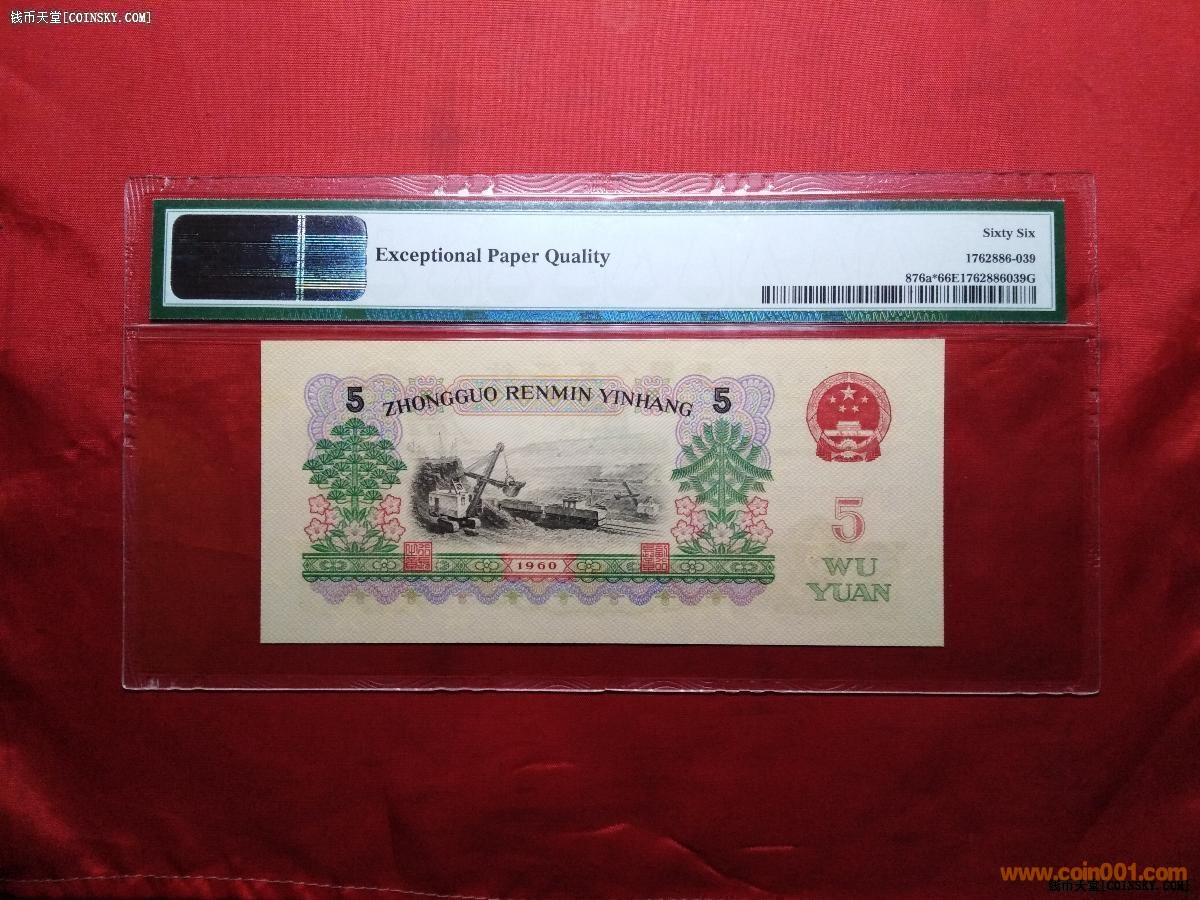 钱币天堂[COINSKY.COM]
Exceptional Paper Quality
Sixty Six
1762886-039
876a*66E1762886039G
5 ZHONGGUO RENMIN YINHANG 5
5
1960
WU
YUAN
www.coin001.com
钱币天堂[COINSKY.COM]